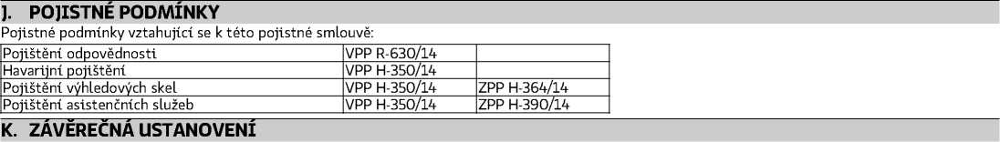 J. POJISTNÉ PODMÍNKY
Pojistné podmínky vztahující se k této pojistné smlouvě:
Pojištění odpovědnosti VPP R-630/14
Havarijní pojištění VPP H-350/14
Pojištění výhledových skel VPP H-350/14 ZPP H-364/14
Pojištění asistenčních služeb VPP H-350/14 ZPP H-390/14
K. ZÁVĚREČNÁ USTANOVENÍ